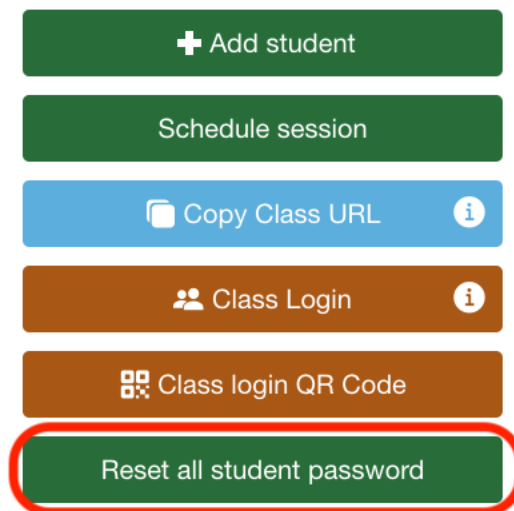 Add student
Schedule session
Copy Class URL
Class Login
Class login QR Code
Reset all student password